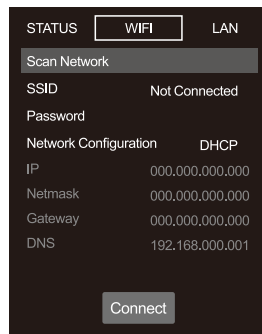 STATUS WIFI LAN
Scan Network
SSID Not Connected
Password
Network Configuration DHCP
IP 000.000.000.000
Netmask 000.000.000.000
Gateway 000.000.000.000
DNS 192.168.000.001
Connect